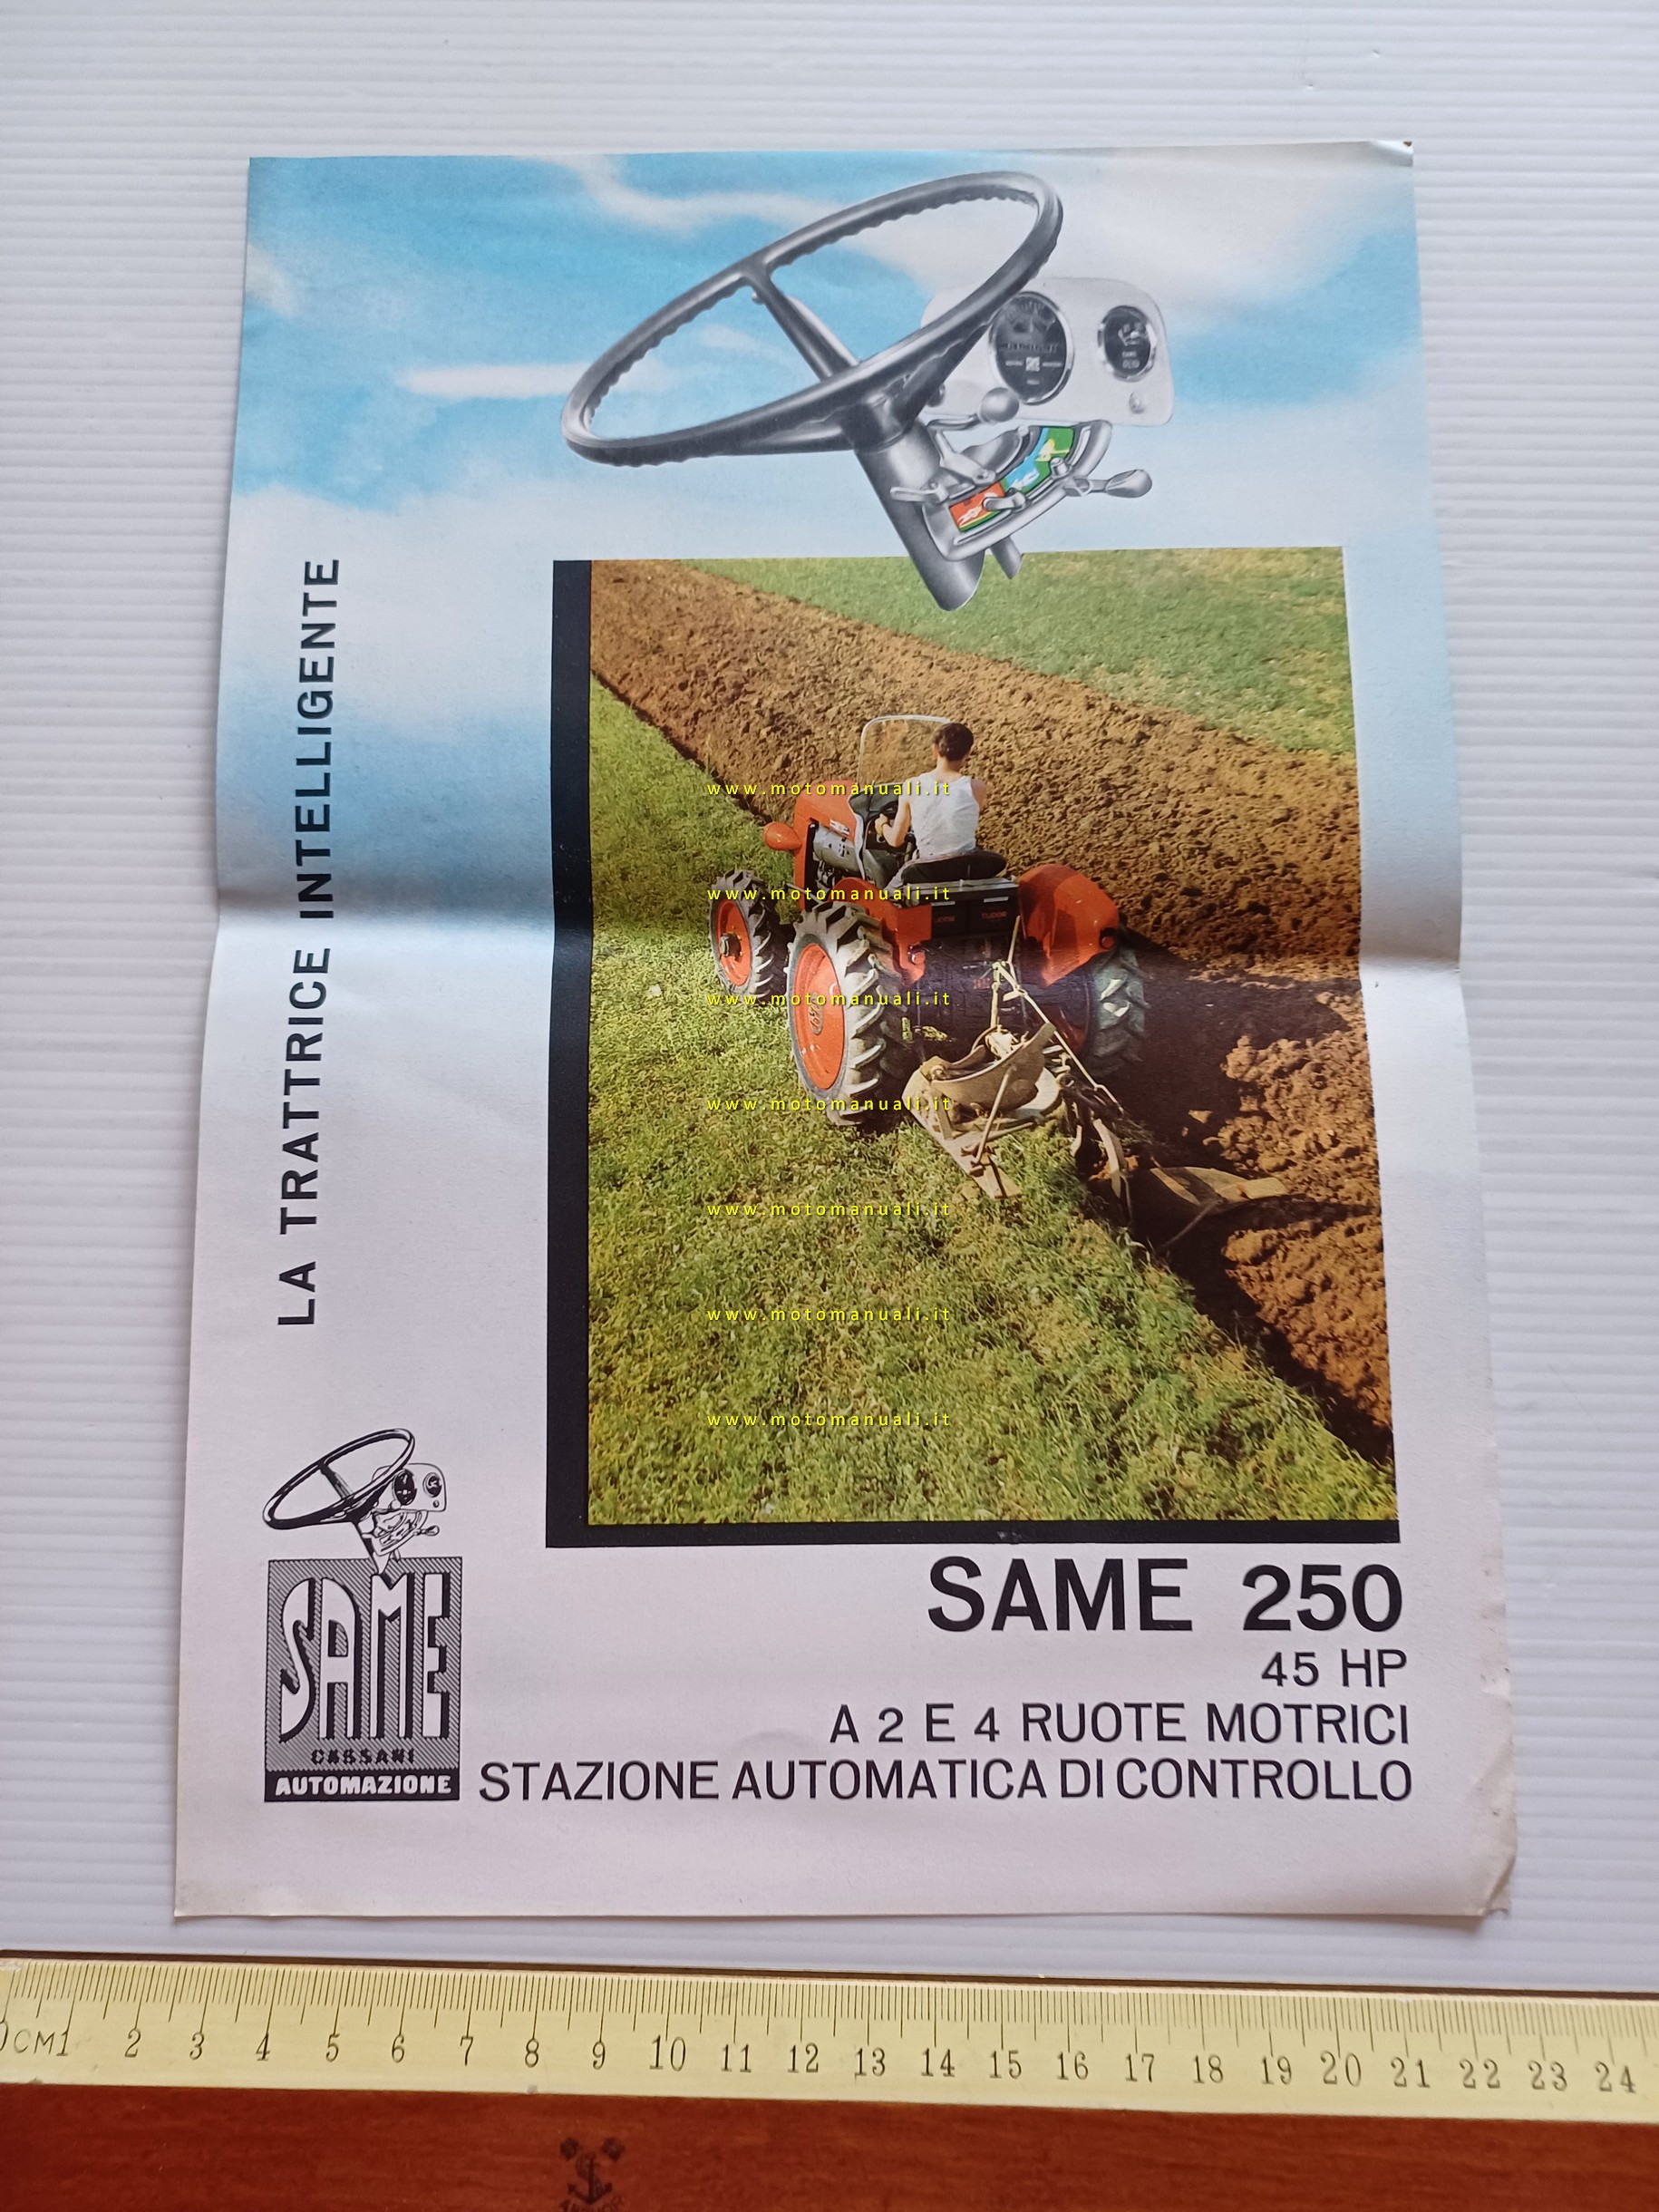 LA TRATTRICE INTELLIGENTE
www.motomanuali.it
www.motomanuali.it
TUDOR
www.motomanuali.it
www.motomanuali.it
www.motomanuali.it
www.motomanuali.it
www.motomanuali.it
SAME
CASSANI
AUTOMAZIONE
SAME 250
45 HP
A 2 E 4 RUOTE MOTRICI
STAZIONE AUTOMATICA DI CONTROLLO
0CM1 2 3 4 5 6 7 8 9 10 11 12 13 14 15 16 17 18 19 20 21 22 23 24